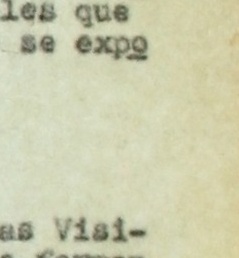 les que
se expo
as Visi-